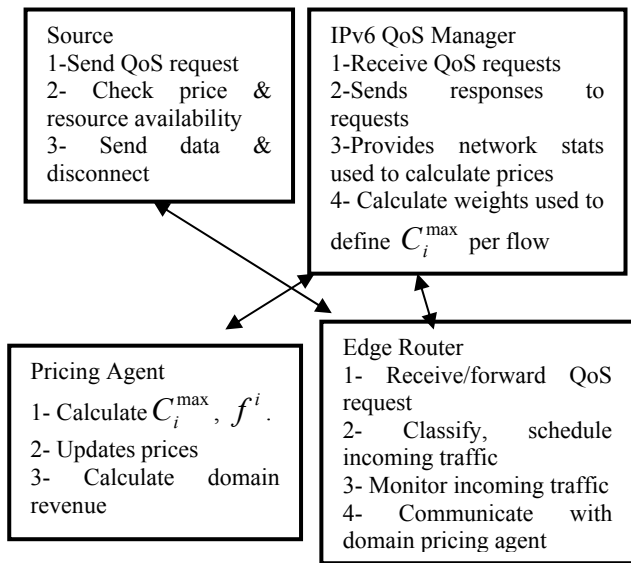 Source
1-Send QoS request
2- Check price &
resource availability
3- Send data &
disconnect
IPv6 QoS Manager
1-Receive QoS requests
2-Sends responses to
requests
3-Provides network stats
used to calculate prices
4- Calculate weights used to
define C_i^max per flow
Pricing Agent
1- Calculate C_i^max , f^i .
2- Updates prices
3- Calculate domain
revenue
Edge Router
1- Receive/forward QoS
request
2- Classify, schedule
incoming traffic
3- Monitor incoming traffic
4- Communicate with
domain pricing agent